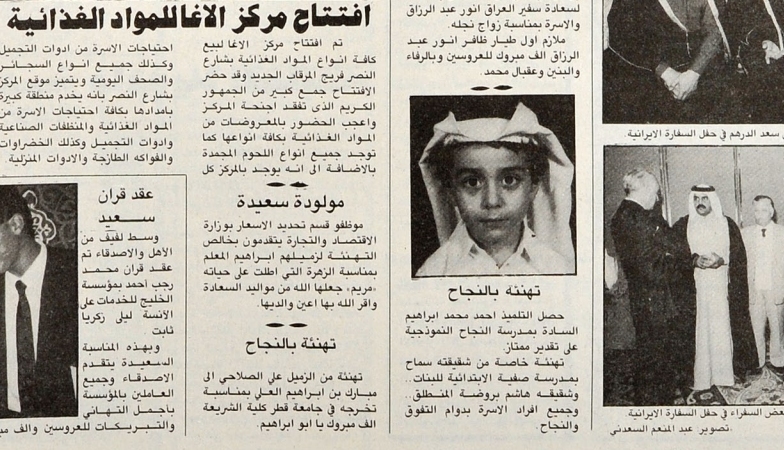 لسعادة سفير العراق انور عبد الرزاق
والاسرة بمناسبة زواج نجله.
ملازم اول طيار ظافر انور عبد
الرزاق الف مبروك للعروسين وبالرفاء
والبنين وعقبال محمد.
تهنئة بالنجاح
حصل التلميذ احمد محمد ابراهيم
السادة بمدرسة النجاح النموذجية
على تقدير ممتاز.
تهنئة خاصة من شقيقته سماح
بمدرسة صفية الابتدائية للبنات..
وشقيقه هاشم بروضة المنطلق..
وجميع افراد الاسرة بدوام التفوق
والنجاح.
سعد الدرهم في حفل السفارة الايرانية.
بعض السفراء في حفل السفارة الايرانية.
تصوير: عبد المنعم السعدني
افتتاح مركز الاغا للمواد الغذائية
تم افتتاح مركز الاغا لبيع
كافة انواع المواد الغذائية بشارع
النصر فريج المرقاب الجديد وقد حضر
الافتتاح جمع كبير من الجمهور
الكريم الذى تفقد اجنحة المركز
واعجب الحضور بالمعروضات من
المواد الغذائية بكافة انواعها كما
توجد جميع انواع اللحوم المجمدة
بالاضافة الى انه يوجد بالمركز كل
احتياجات الاسرة من ادوات التجميل
وكذلك جميع انواع السجائر
والصحف اليومية ويتميز موقع المركز
بشارع النصر بانه يخدم منطقة كبيرة
بامدادها بكافة احتياجات الاسرة من
المواد الغذائية والمنظفات الصناعية
وادوات التجميل وكذلك الخضراوات
والفواكه الطازجة والادوات المنزلية
مولودة سعيدة
موظفو قسم تحديد الاسعار بوزارة
الاقتصاد والتجارة يتقدمون بخالص
التهنئة لزميلهم ابراهيم المعلم
بمناسبة الزهرة التي اطلت على حياته
«مريم» جعلها الله من مواليد السعادة
واقر الله بها اعين والديها.
تهنئة بالنجاح
تهنئة من الزميل علي الصلاحي الى
مبارك بن ابراهيم العلي بمناسبة
تخرجه في جامعة قطر كلية الشريعة
الف مبروك يا ابو ابراهيم.
عقد قران
سعيد
وسط لفيف من
الأهل والاصدقاء تم
عقد قران محمد
رجب احمد بمؤسسة
الخليج للخدمات على
الآنسة ليلى زكريا
ثابت
وبهذه المناسبة
السعيدة يتقدم
الاصدقاء وجميع
العاملين بالمؤسسة
باجمل التهاني
والتبريكات للعروسين والف